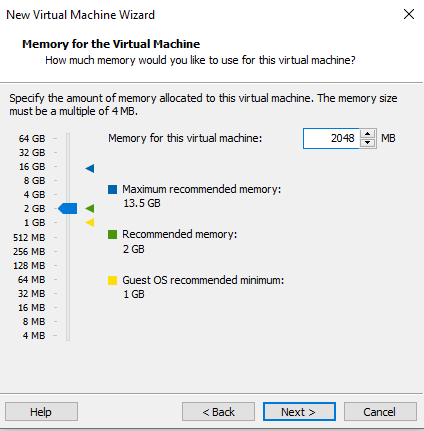 New Virtual Machine Wizard
Memory for the Virtual Machine
How much memory would you like to use for this virtual machine?
Specify the amount of memory allocated to this virtual machine. The memory size
must be a multiple of 4 MB.
64 GB
Memory for this virtual machine: 2048 MB
32 GB
16 GB
8 GB
4 GB
2 GB
1 GB
512 MB
256 MB
128 MB
64 MB
32 MB
16 MB
8 MB
4 MB
Maximum recommended memory:
13.5 GB
Recommended memory:
2 GB
Guest OS recommended minimum:
1 GB
Help
< Back
Next >
Cancel